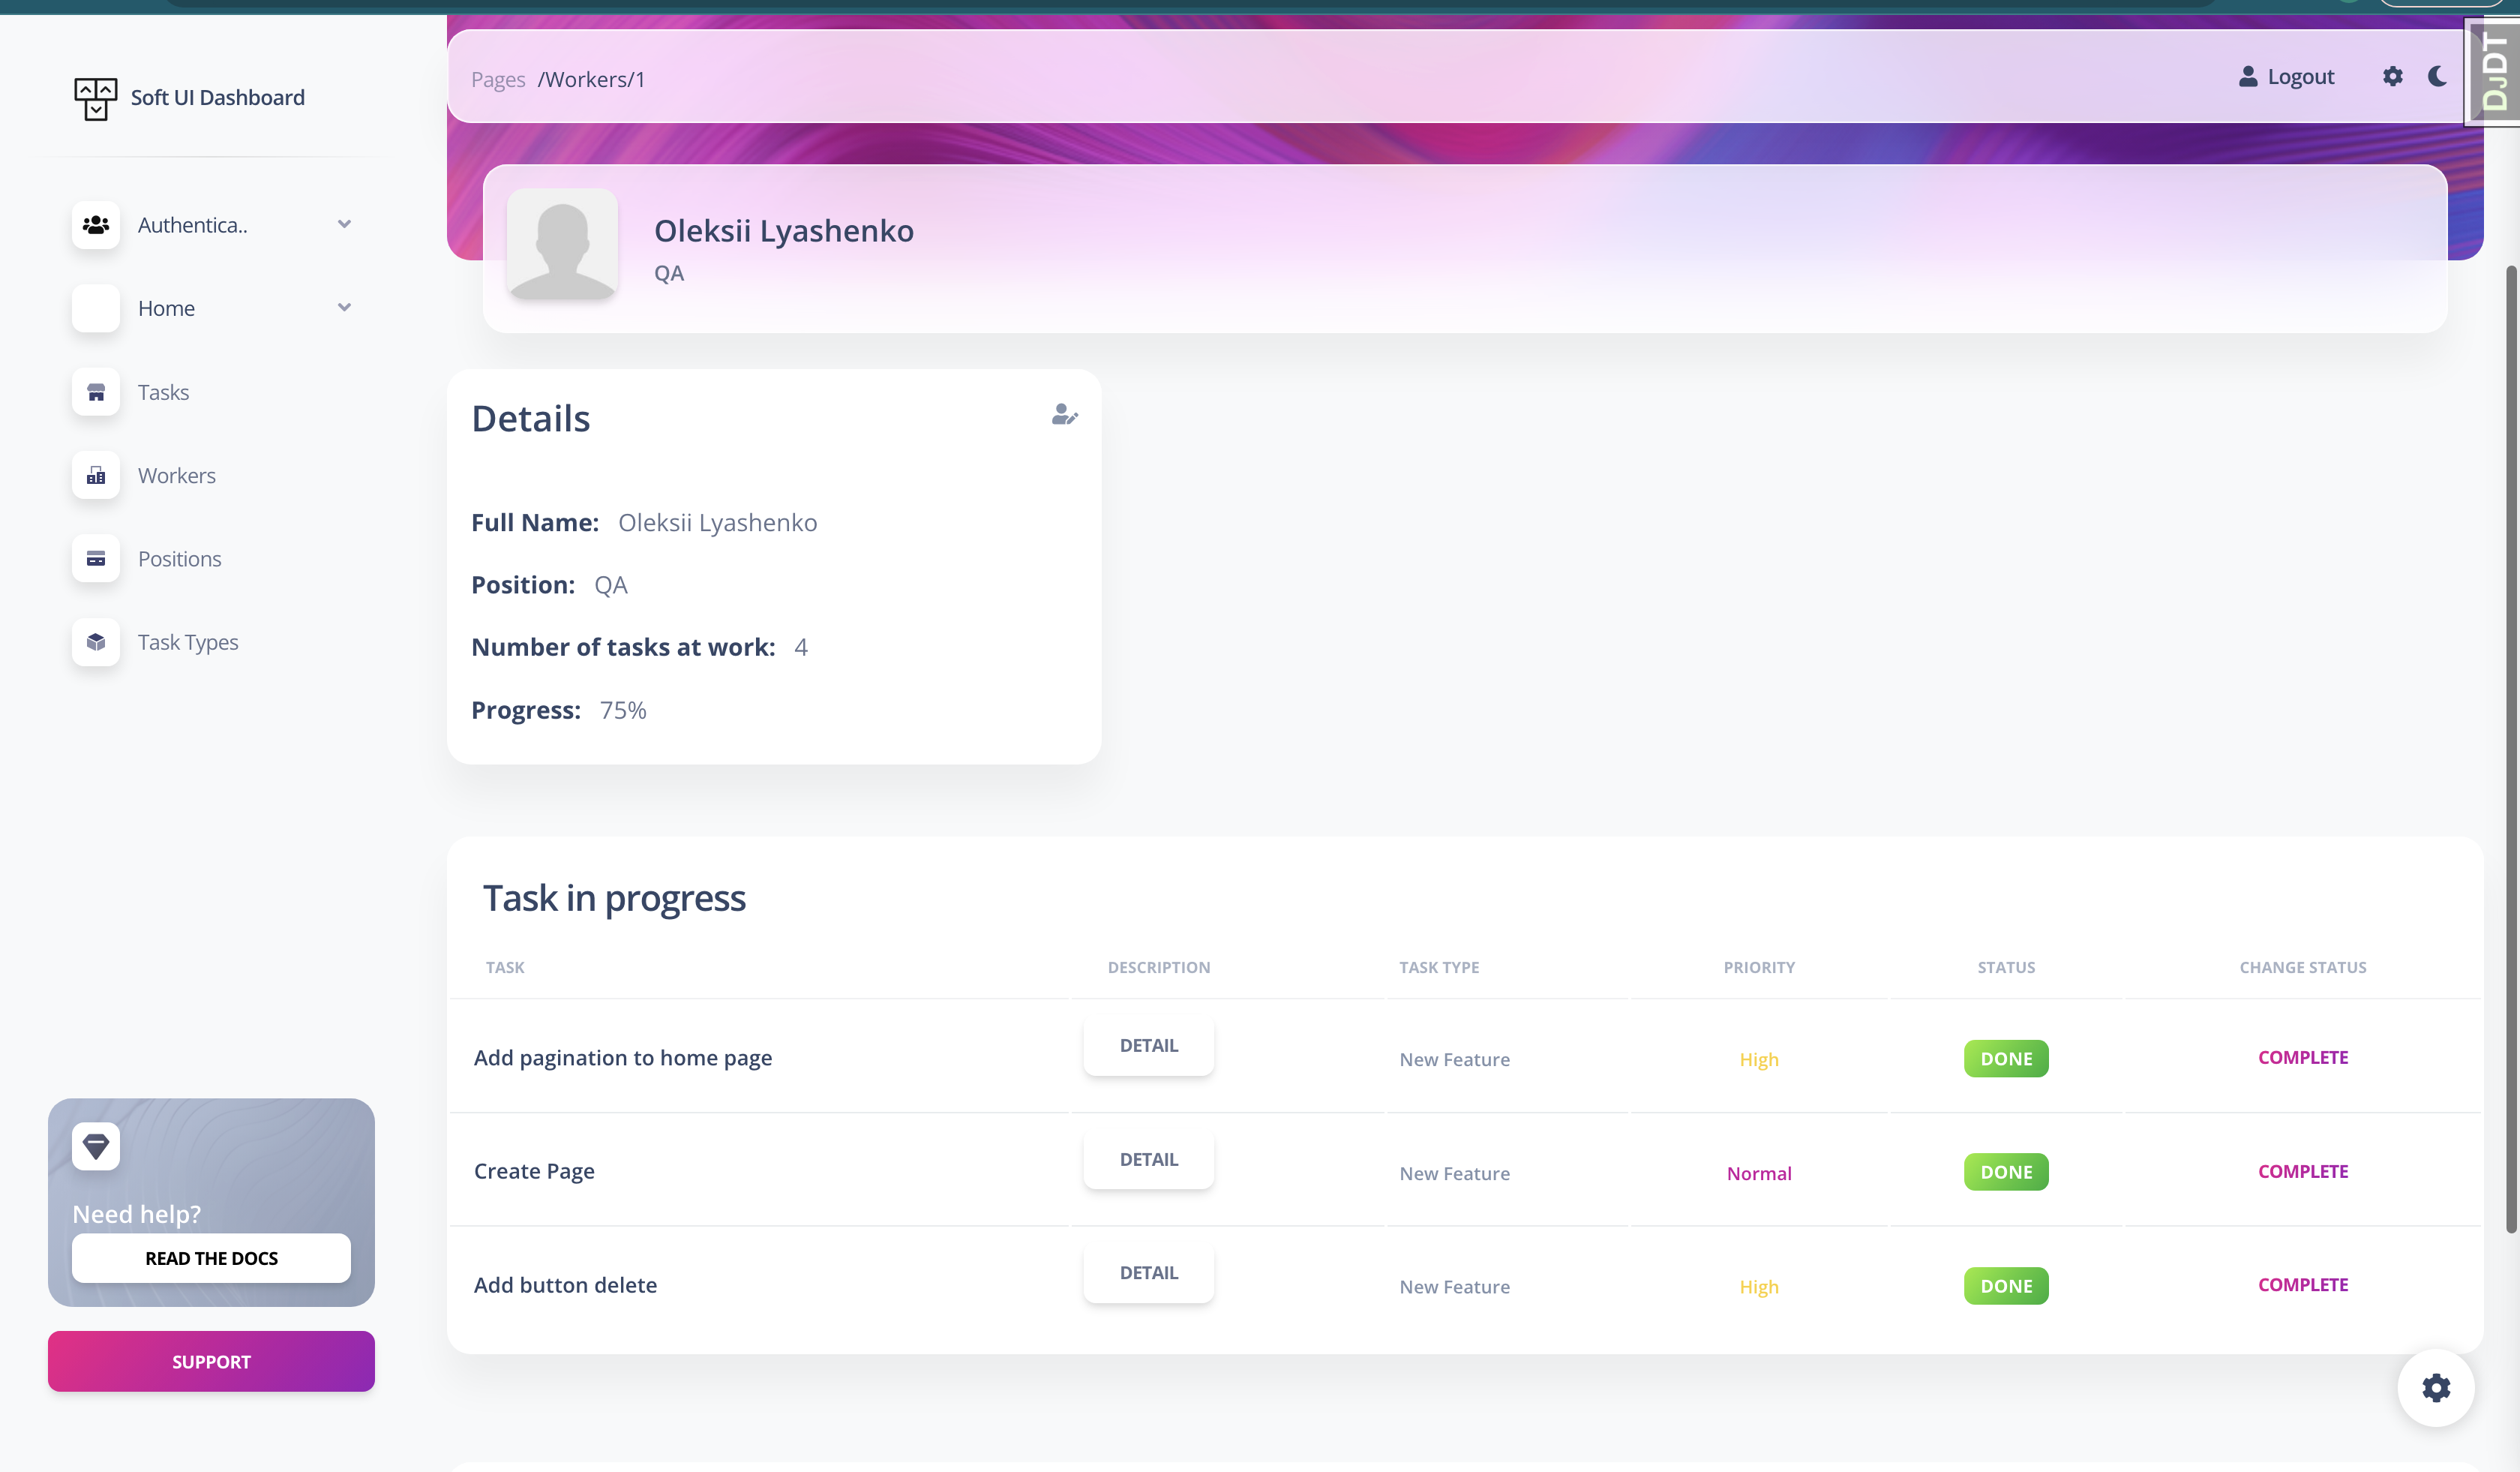 Soft UI Dashboard
Authentica..
Home
Tasks
Workers
Positions
Task Types
Need help?
READ THE DOCS
SUPPORT
Pages /Workers/1
Logout
DJDT
Oleksii Lyashenko
QA
Details
Full Name: Oleksii Lyashenko
Position: QA
Number of tasks at work: 4
Progress: 75%
Task in progress
TASK DESCRIPTION TASK TYPE PRIORITY STATUS CHANGE STATUS
Add pagination to home page DETAIL New Feature High DONE COMPLETE
Create Page DETAIL New Feature Normal DONE COMPLETE
Add button delete DETAIL New Feature High DONE COMPLETE